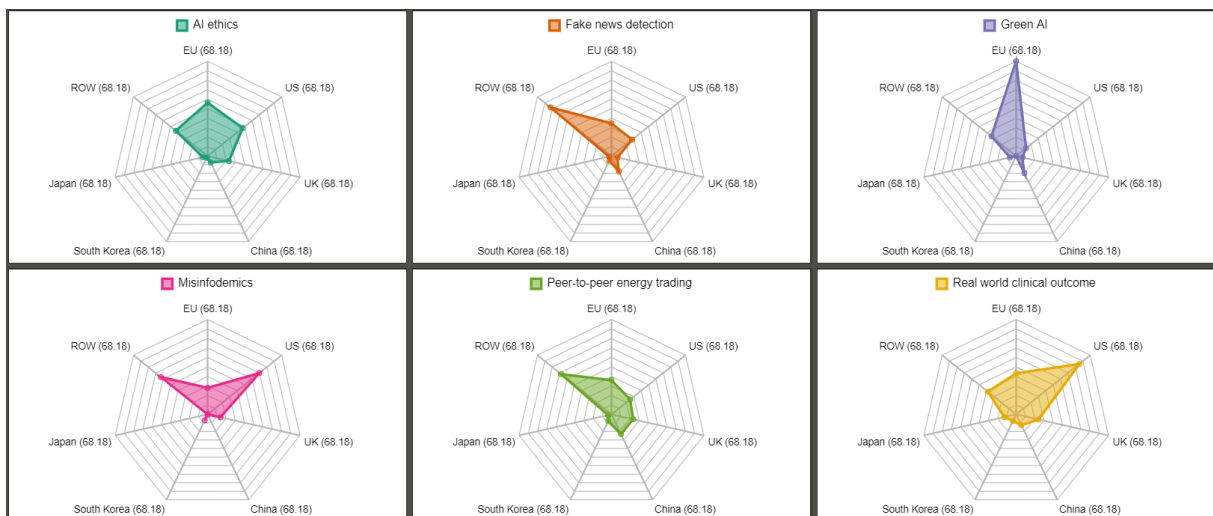 AI ethics
EU (68.18)
ROW (68.18)
US (68.18)
Japan (68.18)
UK (68.18)
South Korea (68.18)
China (68.18)
Fake news detection
EU (68.18)
ROW (68.18)
US (68.18)
Japan (68.18)
UK (68.18)
South Korea (68.18)
China (68.18)
Green AI
EU (68.18)
ROW (68.18)
US (68.18)
Japan (68.18)
UK (68.18)
South Korea (68.18)
China (68.18)
Misinfodemics
EU (68.18)
ROW (68.18)
US (68.18)
Japan (68.18)
UK (68.18)
South Korea (68.18)
China (68.18)
Peer-to-peer energy trading
EU (68.18)
ROW (68.18)
US (68.18)
Japan (68.18)
UK (68.18)
South Korea (68.18)
China (68.18)
Real world clinical outcome
EU (68.18)
ROW (68.18)
US (68.18)
Japan (68.18)
UK (68.18)
South Korea (68.18)
China (68.18)